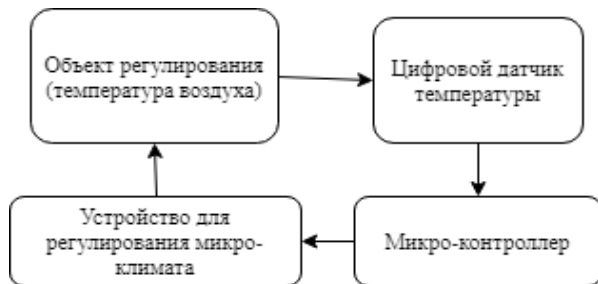 Объект регулирования
(температура воздуха)
Цифровой датчик
температуры
Устройство для
регулирования микро-
климата
Микро-контроллер